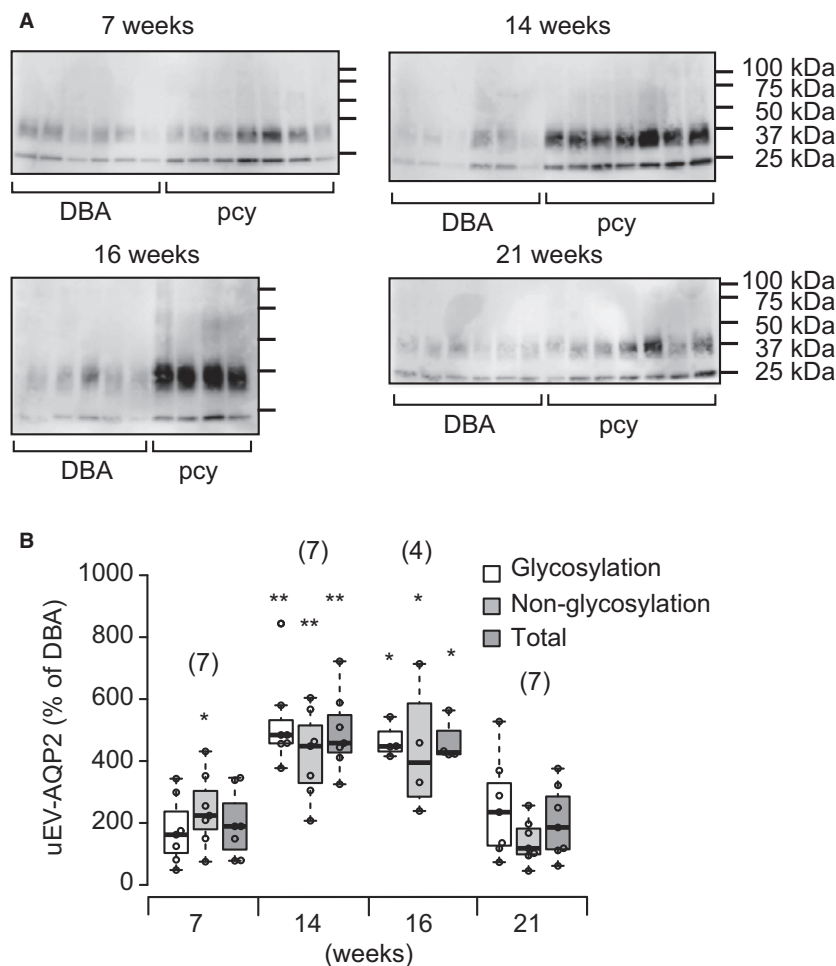 A
7 weeks
14 weeks
100 kDa
75 kDa
50 kDa
37 kDa
25 kDa
DBA
pcy
DBA
pcy
16 weeks
21 weeks
100 kDa
75 kDa
50 kDa
37 kDa
25 kDa
DBA
pcy
DBA
pcy
B
uEV-AQP2 (% of DBA)
1000
800
600
400
200
0
(7)
*
(7)
**
**
**
(4)
*
*
*
(7)
Glycosylation
Non-glycosylation
Total
7
14
16
21
(weeks)